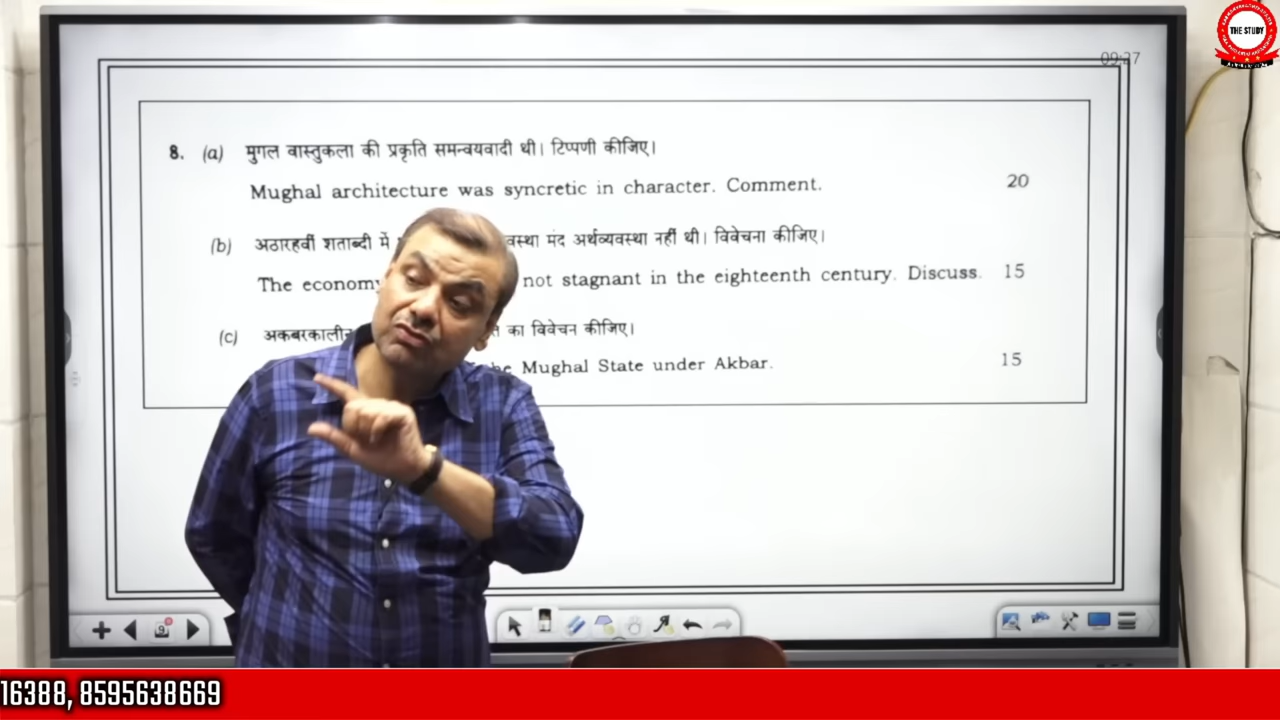 THE STUDY
09:27
8. (a) मुगल वास्तुकला की प्रकृति समन्वयवादी थी। टिप्पणी कीजिए।
Mughal architecture was syncretic in character. Comment. 20
(b) अठारहवीं शताब्दी में मंद अर्थव्यवस्था नहीं थी। विवेचना कीजिए।
The economy not stagnant in the eighteenth century. Discuss. 15
(c) का विवेचन कीजिए।
Mughal State under Akbar. 15
9
16388, 8595638669